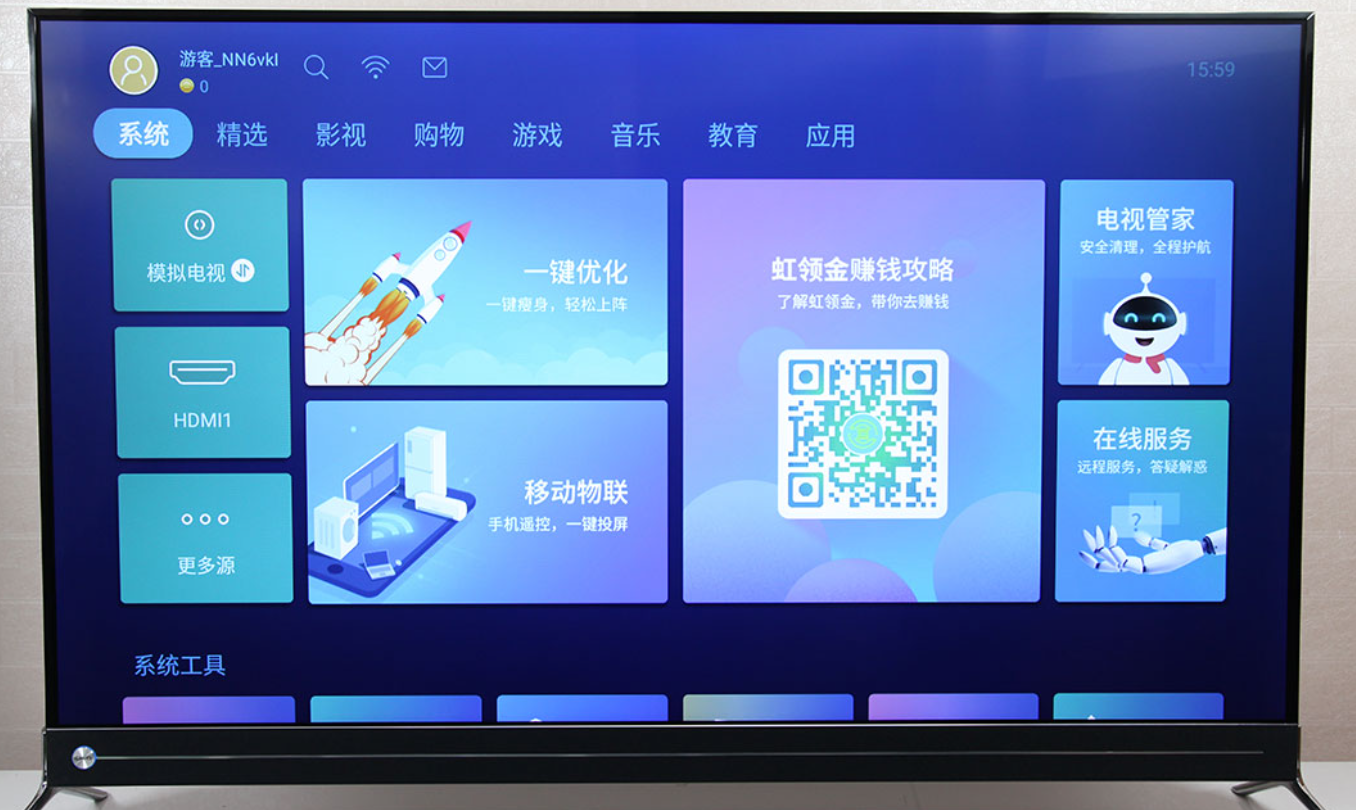 游客_NN6vkl
0
15:59
系统 精选 影视 购物 游戏 音乐 教育 应用
模拟电视
HDMI1
更多源
一键优化
一键瘦身，轻松上阵
移动物联
手机遥控，一键投屏
虹领金赚钱攻略
了解虹领金，带你去赚钱
电视管家
安全清理，全程护航
在线服务
远程服务，答疑解惑
?
系统工具